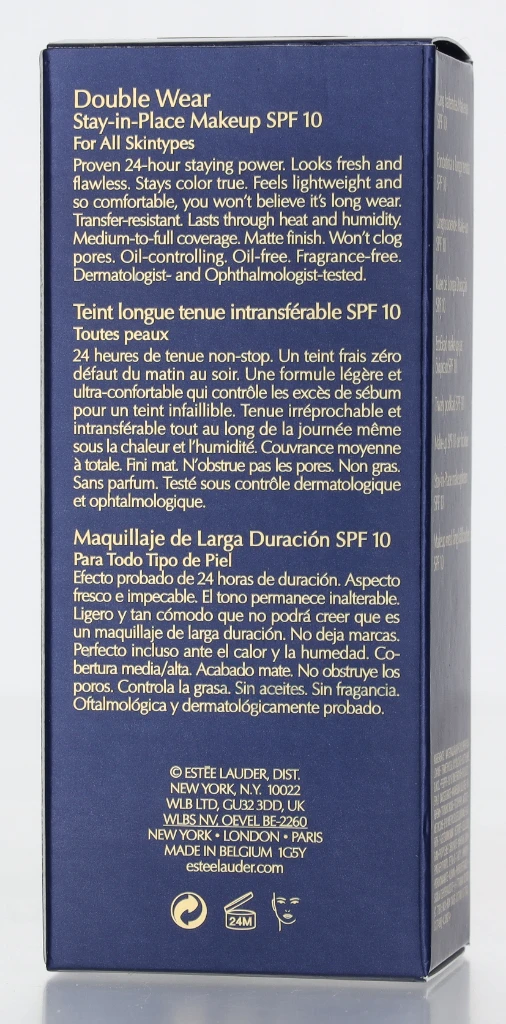 Double Wear
Stay-in-Place Makeup SPF 10
For All Skintypes
Proven 24-hour staying power. Looks fresh and
flawless. Stays color true. Feels lightweight and
so comfortable, you won't believe it's long wear.
Transfer-resistant. Lasts through heat and humidity.
Medium-to-full coverage. Matte finish. Won't clog
pores. Oil-controlling. Oil-free. Fragrance-free.
Dermatologist- and Ophthalmologist-tested.
Teint longue tenue intransférable SPF 10
Toutes peaux
24 heures de tenue non-stop. Un teint frais zéro
défaut du matin au soir. Une formule légère et
ultra-confortable qui contrôle les excès de sébum
pour un teint infaillible. Tenue irréprochable et
intransférable tout au long de la journée même
sous la chaleur et l'humidité. Couvrance moyenne
à totale. Fini mat. N'obstrue pas les pores. Non gras.
Sans parfum. Testé sous contrôle dermatologique
et ophtalmologique.
Maquillaje de Larga Duración SPF 10
Para Todo Tipo de Piel
Efecto probado de 24 horas de duración. Aspecto
fresco e impecable. El tono permanece inalterable.
Ligero y tan cómodo que no podrá creer que es
un maquillaje de larga duración. No deja marcas.
Perfecto incluso ante el calor y la humedad. Co-
bertura media/alta. Acabado mate. No obstruye los
poros. Controla la grasa. Sin aceites. Sin fragancia.
Oftalmológica y dermatológicamente probado.
© ESTĒE LAUDER, DIST.
NEW YORK, N.Y. 10022
WLB LTD, GU32 3DD, UK
WLBS NV. OEVEL BE-2260
NEW YORK • LONDON • PARIS
MADE IN BELGIUM 1G5Y
esteelauder.com
24M